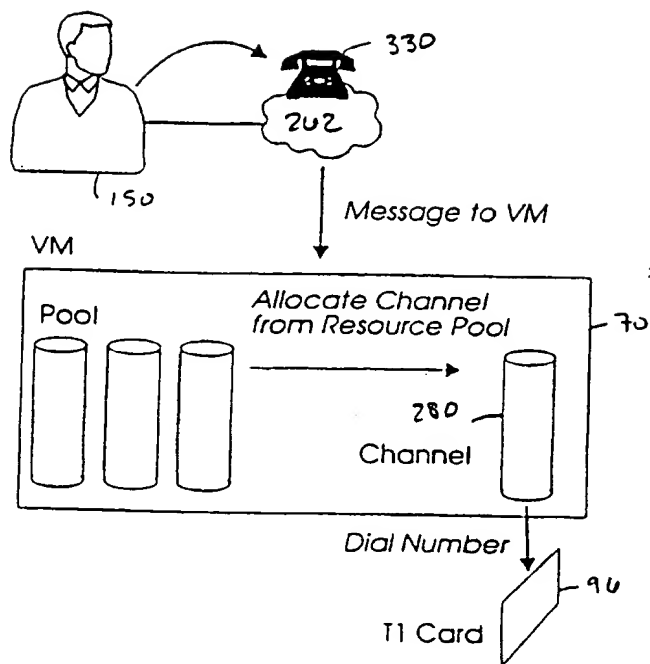 330
202
150
Message to VM
VM
Allocate Channel
from Resource Pool
Pool
70
280
Channel
Dial Number
96
T1 Card